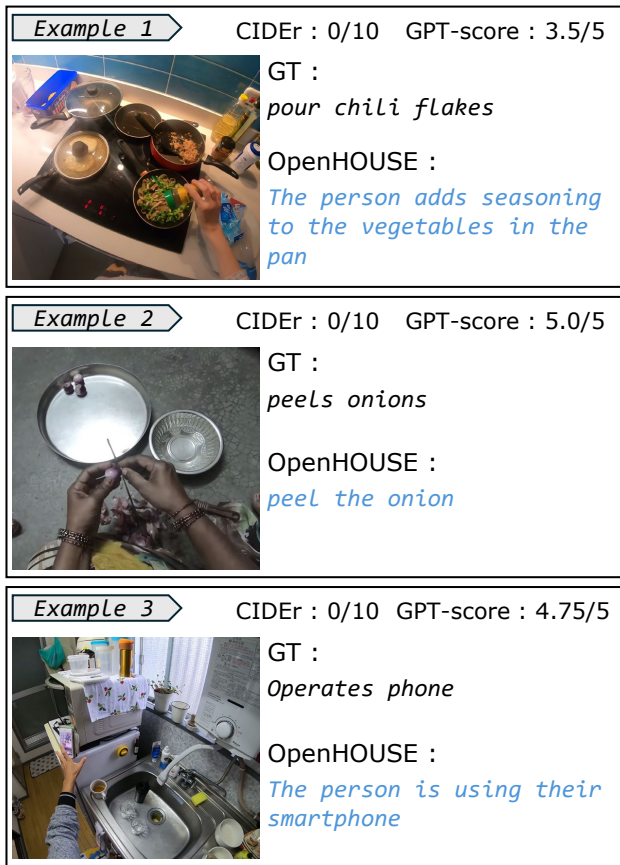 Example 1
CIDEr : 0/10 GPT-score : 3.5/5
GT :
pour chili flakes
OpenHOUSE :
The person adds seasoning
to the vegetables in the
pan
Example 2
CIDEr : 0/10 GPT-score : 5.0/5
GT :
peels onions
OpenHOUSE :
peel the onion
Example 3
CIDEr : 0/10 GPT-score : 4.75/5
GT :
Operates phone
OpenHOUSE :
The person is using their
smartphone